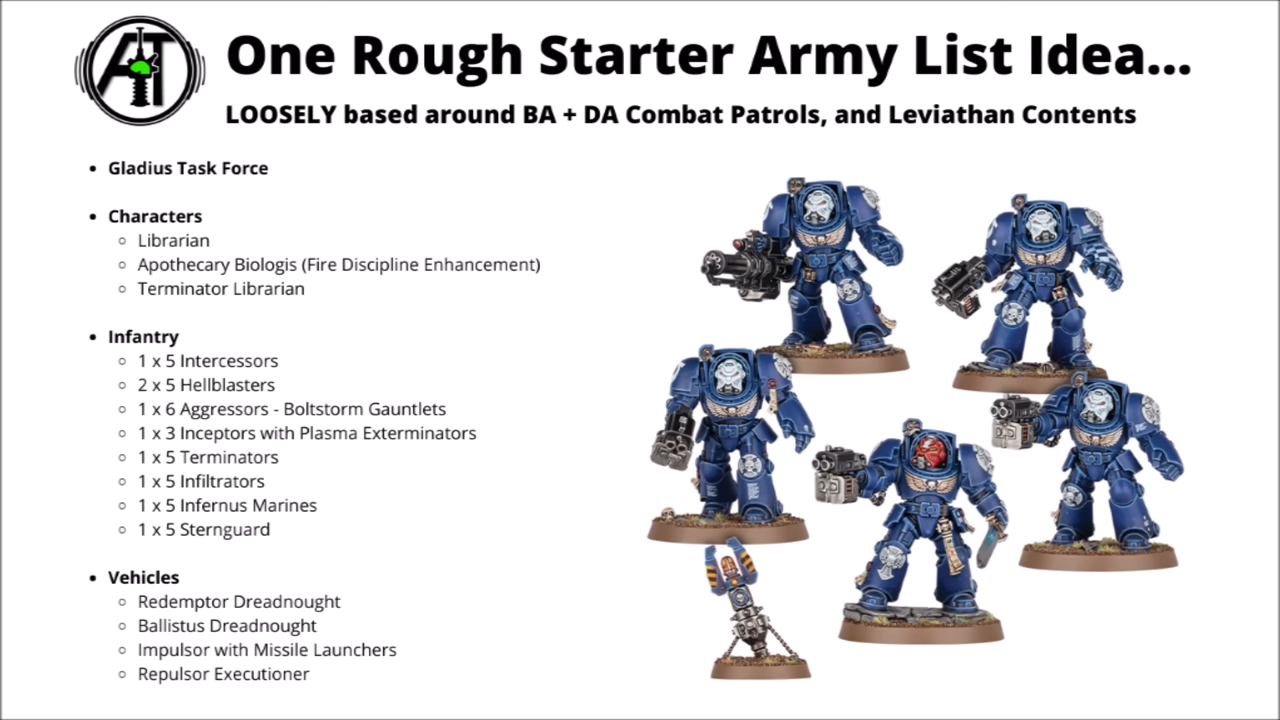 AT
One Rough Starter Army List Idea...
LOOSELY based around BA + DA Combat Patrols, and Leviathan Contents
• Gladius Task Force
• Characters
○ Librarian
○ Apothecary Biologis (Fire Discipline Enhancement)
○ Terminator Librarian
• Infantry
○ 1 x 5 Intercessors
○ 2 x 5 Hellblasters
○ 1 x 6 Aggressors - Boltstorm Gauntlets
○ 1 x 3 Inceptors with Plasma Exterminators
○ 1 x 5 Terminators
○ 1 x 5 Infiltrators
○ 1 x 5 Infernus Marines
○ 1 x 5 Sternguard
• Vehicles
○ Redemptor Dreadnought
○ Ballistus Dreadnought
○ Impulsor with Missile Launchers
○ Repulsor Executioner